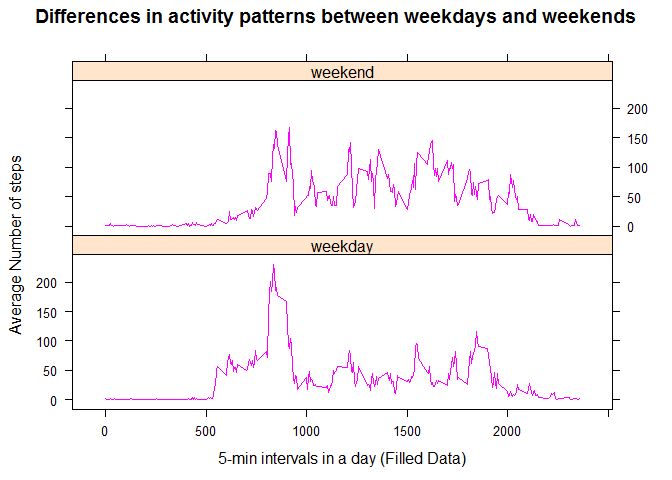 Differences in activity patterns between weekdays and weekends
weekend
200
150
100
50
0
weekday
200
150
100
50
0
0 500 1000 1500 2000
Average Number of steps
5-min intervals in a day (Filled Data)